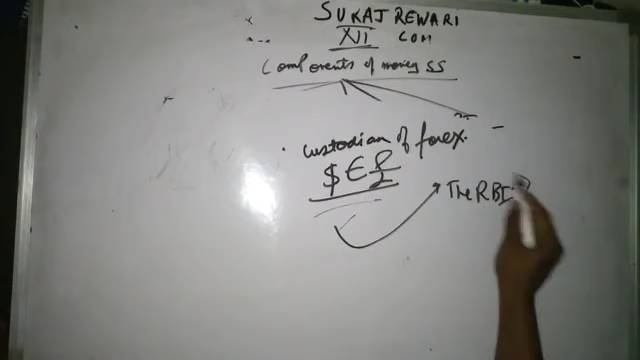 SURAJ REWARI
XII COM
Components of money SS
custodian of forex.
$ € £
The RBI